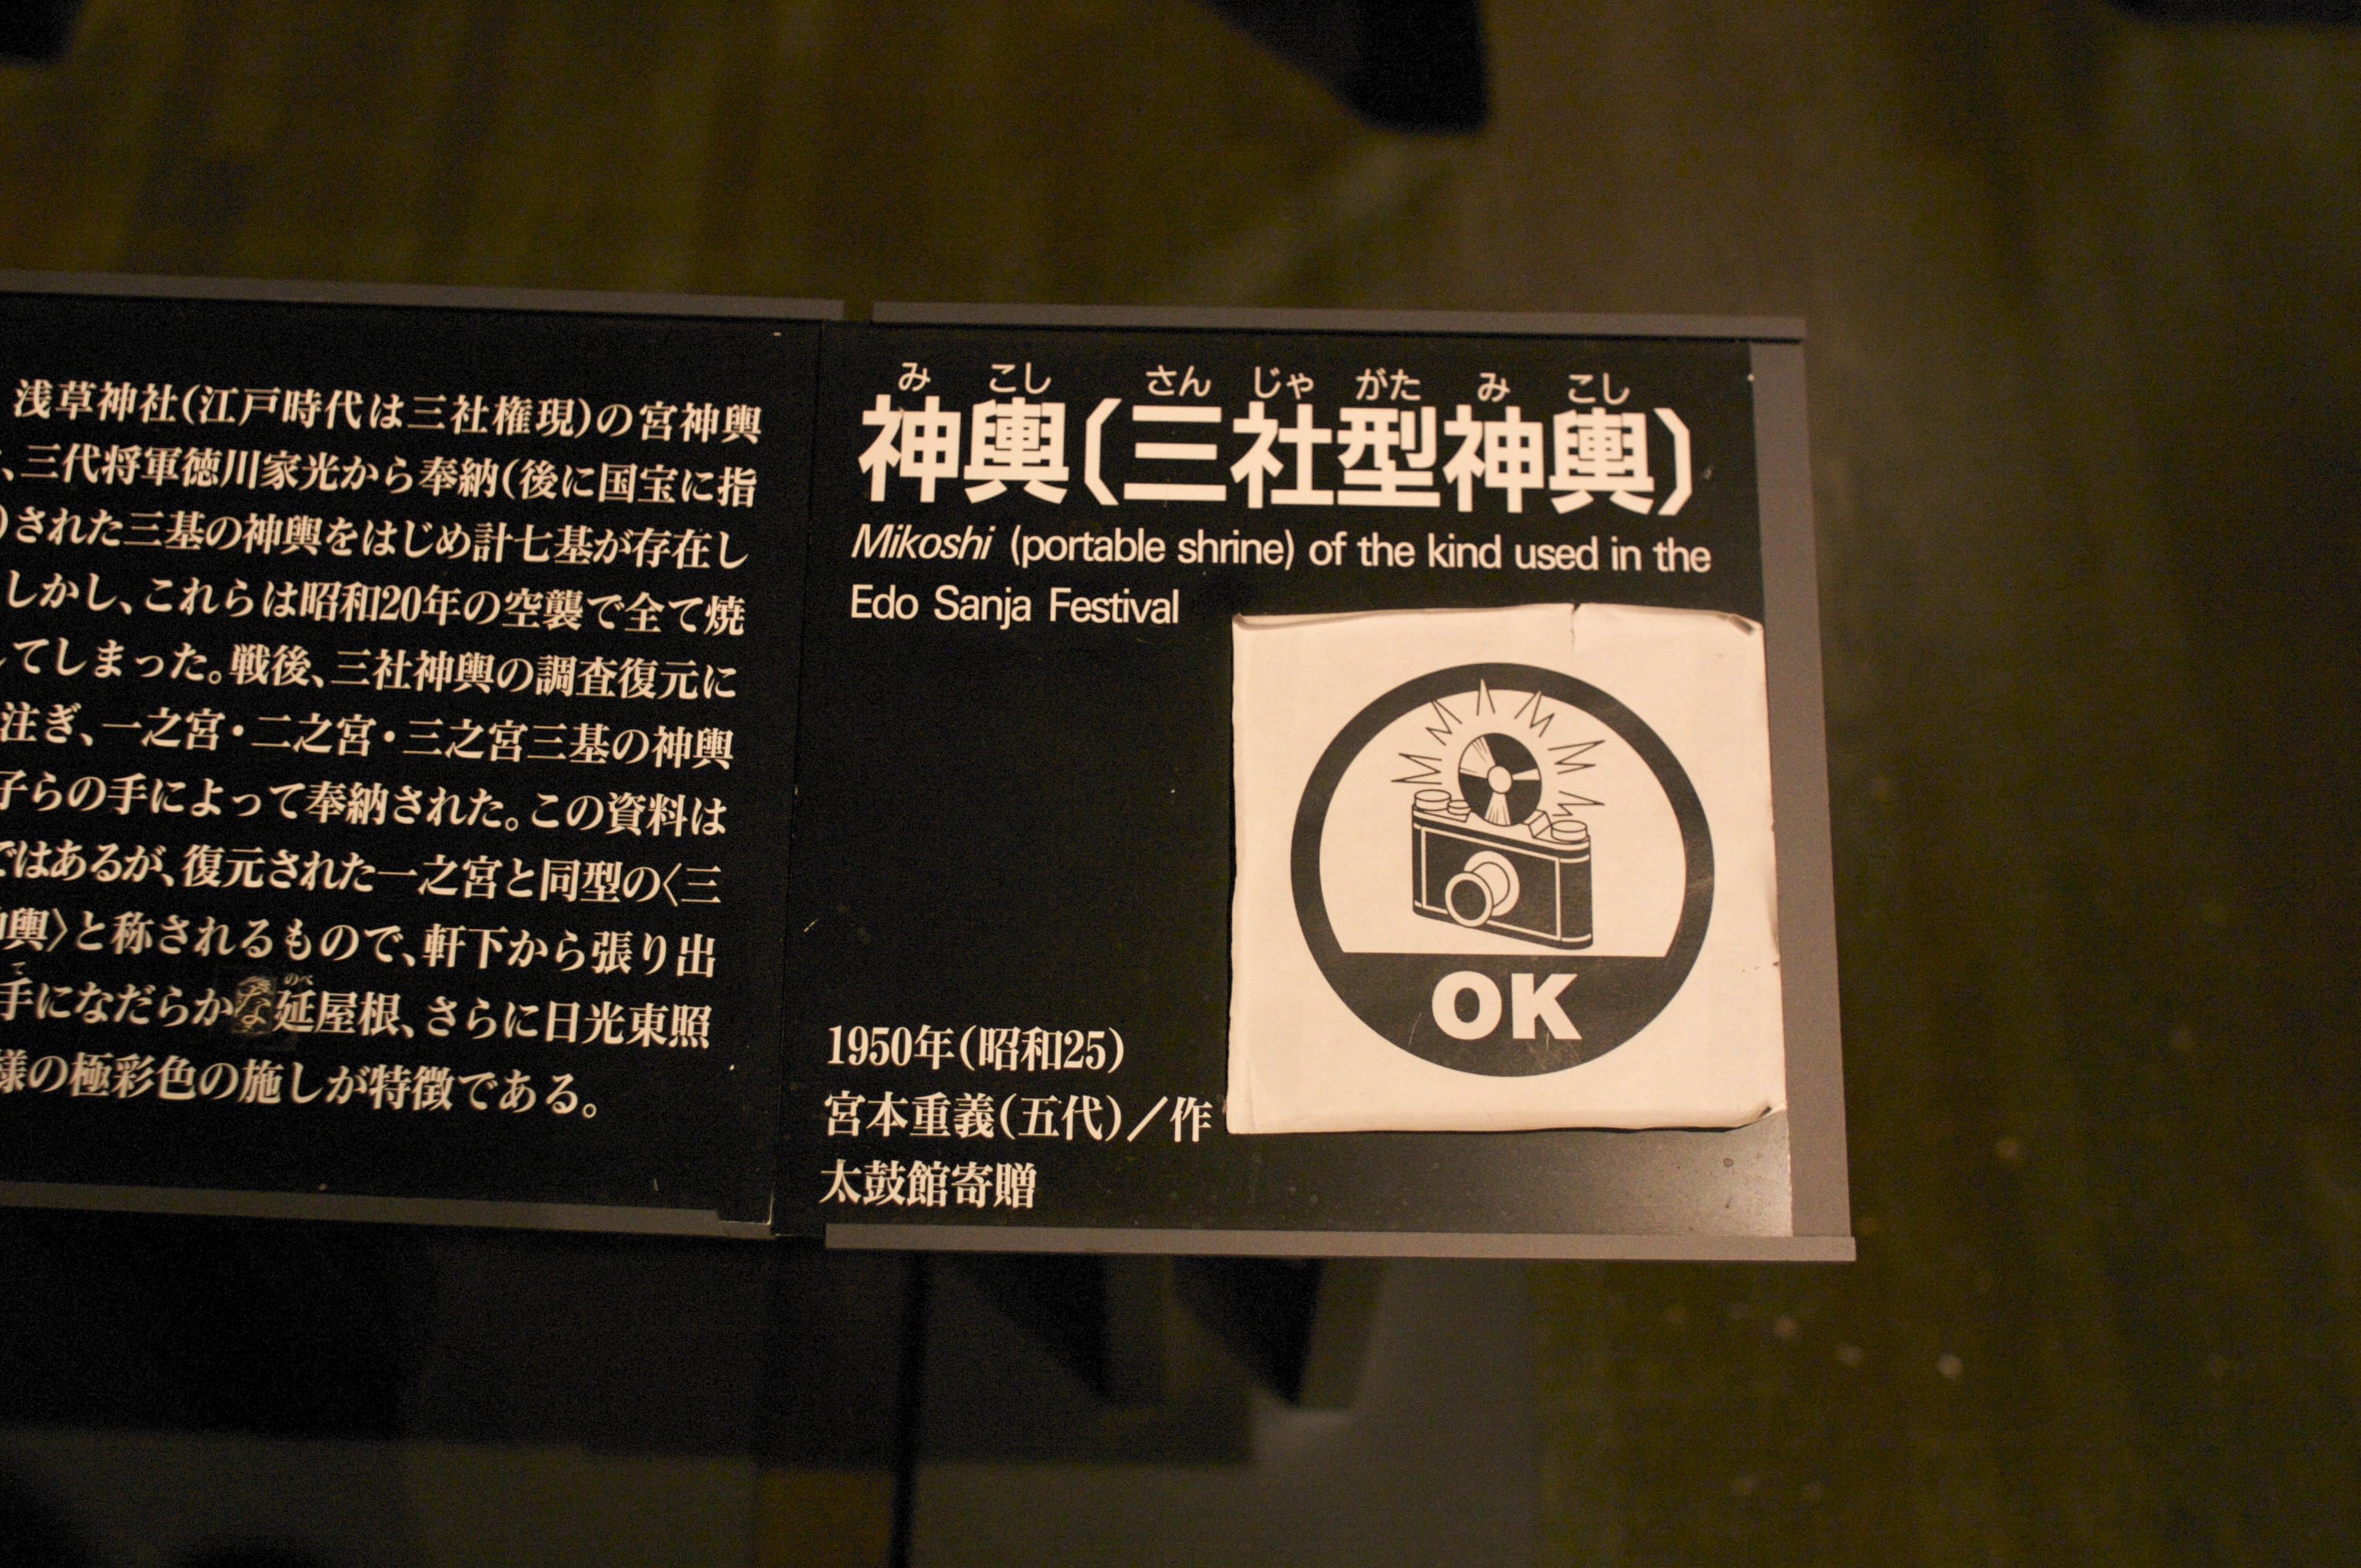 浅草神社(江戸時代は三社権現)の宮神輿
、三代将軍徳川家光から奉納(後に国宝に指
)された三基の神輿をはじめ計七基が存在し
しかし、これらは昭和20年の空襲で全て焼
てしまった。戦後、三社神輿の調査復元に
注ぎ、一之宮・二之宮・三之宮三基の神輿
子らの手によって奉納された。この資料は
ではあるが、復元された一之宮と同型の〈三
輿〉と称されるもので、軒下から張り出
て のべ
手になだらかな延屋根、さらに日光東照
様の極彩色の施しが特徴である。
み こし さん じゃ がた み こし
神輿〔三社型神輿〕
Mikoshi (portable shrine) of the kind used in the
Edo Sanja Festival
OK
1950年(昭和25)
宮本重義(五代)／作
太鼓館寄贈